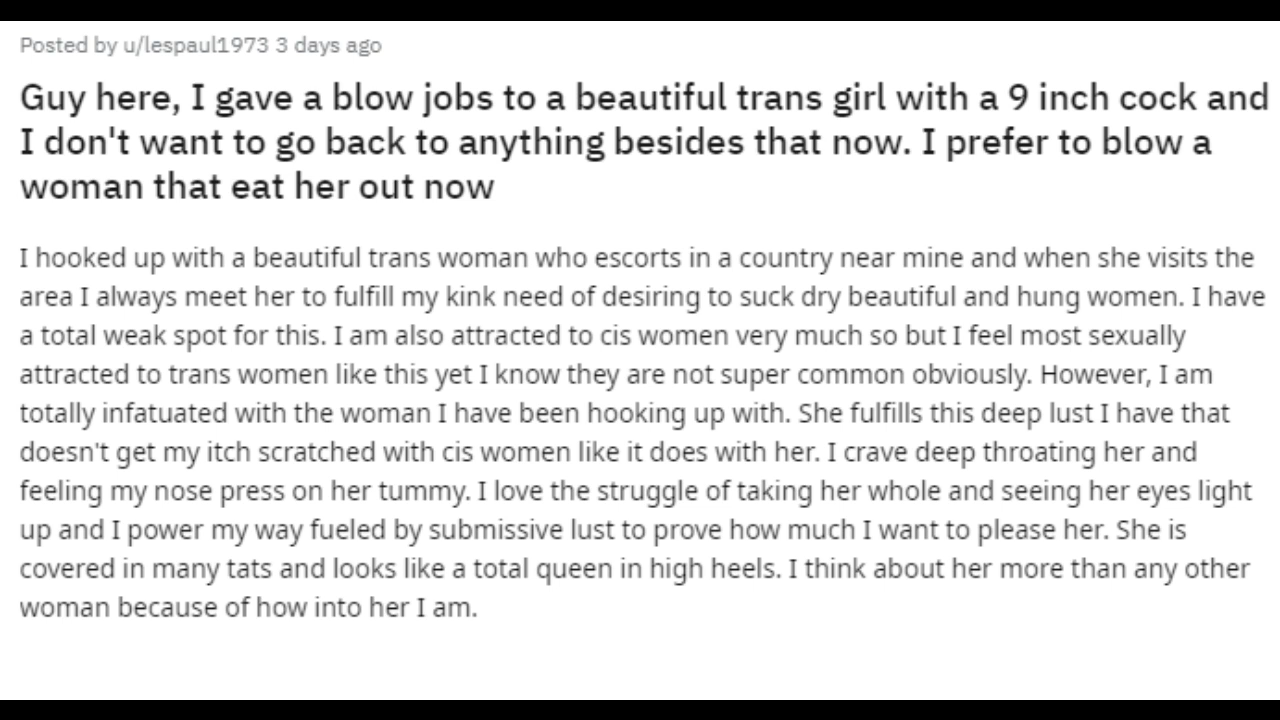 Posted by u/lespaul1973 3 days ago
Guy here, I gave a blow jobs to a beautiful trans girl with a 9 inch cock and
I don't want to go back to anything besides that now. I prefer to blow a
woman that eat her out now
I hooked up with a beautiful trans woman who escorts in a country near mine and when she visits the
area I always meet her to fulfill my kink need of desiring to suck dry beautiful and hung women. I have
a total weak spot for this. I am also attracted to cis women very much so but I feel most sexually
attracted to trans women like this yet I know they are not super common obviously. However, I am
totally infatuated with the woman I have been hooking up with. She fulfills this deep lust I have that
doesn't get my itch scratched with cis women like it does with her. I crave deep throating her and
feeling my nose press on her tummy. I love the struggle of taking her whole and seeing her eyes light
up and I power my way fueled by submissive lust to prove how much I want to please her. She is
covered in many tats and looks like a total queen in high heels. I think about her more than any other
woman because of how into her I am.